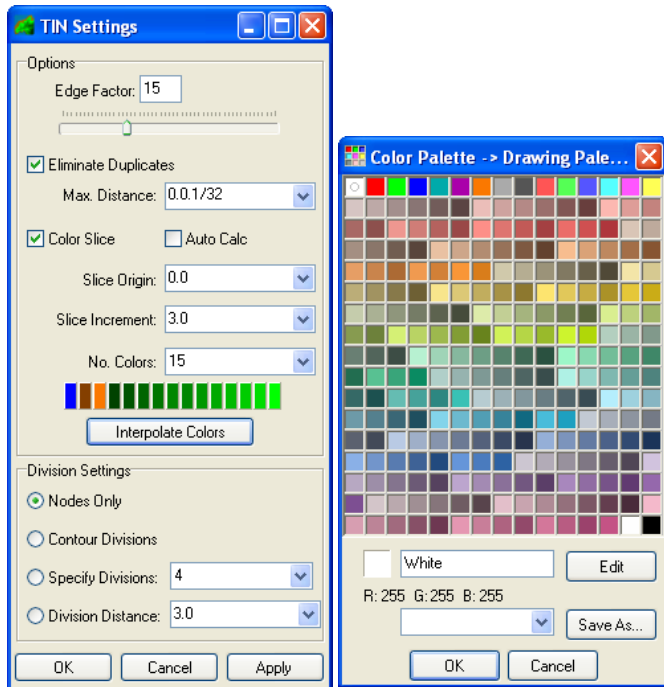 TIN Settings
Options
Edge Factor: 15
Eliminate Duplicates
Max. Distance: 0.0.1/32
Color Slice Auto Calc
Slice Origin: 0.0
Slice Increment: 3.0
No. Colors: 15
Interpolate Colors
Division Settings
Nodes Only
Contour Divisions
Specify Divisions: 4
Division Distance: 3.0
OK Cancel Apply
Color Palette -> Drawing Pale...
White Edit
R: 255 G: 255 B: 255
Save As...
OK Cancel